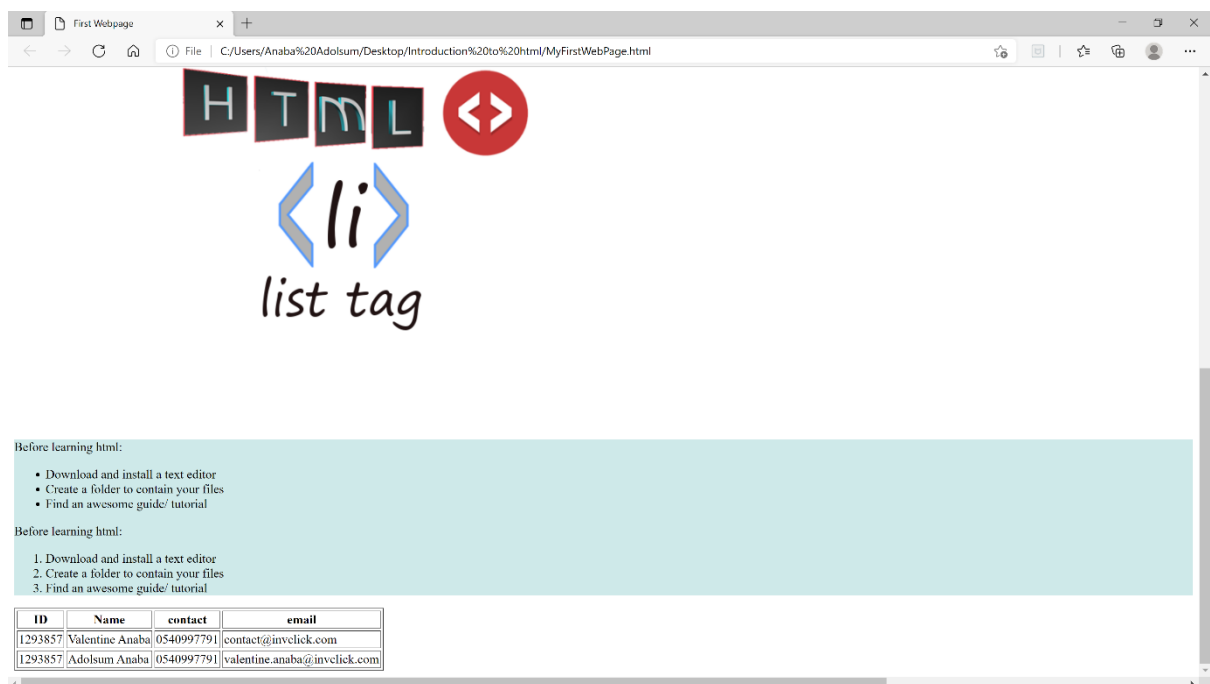 First Webpage
File | C:/Users/Anaba%20Adolsum/Desktop/Introduction%20to%20html/MyFirstWebPage.html
HTmL <>
<li>
list tag
Before learning html:
• Download and install a text editor
• Create a folder to contain your files
• Find an awesome guide/ tutorial
Before learning html:
1. Download and install a text editor
2. Create a folder to contain your files
3. Find an awesome guide/ tutorial
ID Name contact email
1293857 Valentine Anaba 0540997791 contact@invclick.com
1293857 Adolsum Anaba 0540997791 valentine.anaba@invclick.com